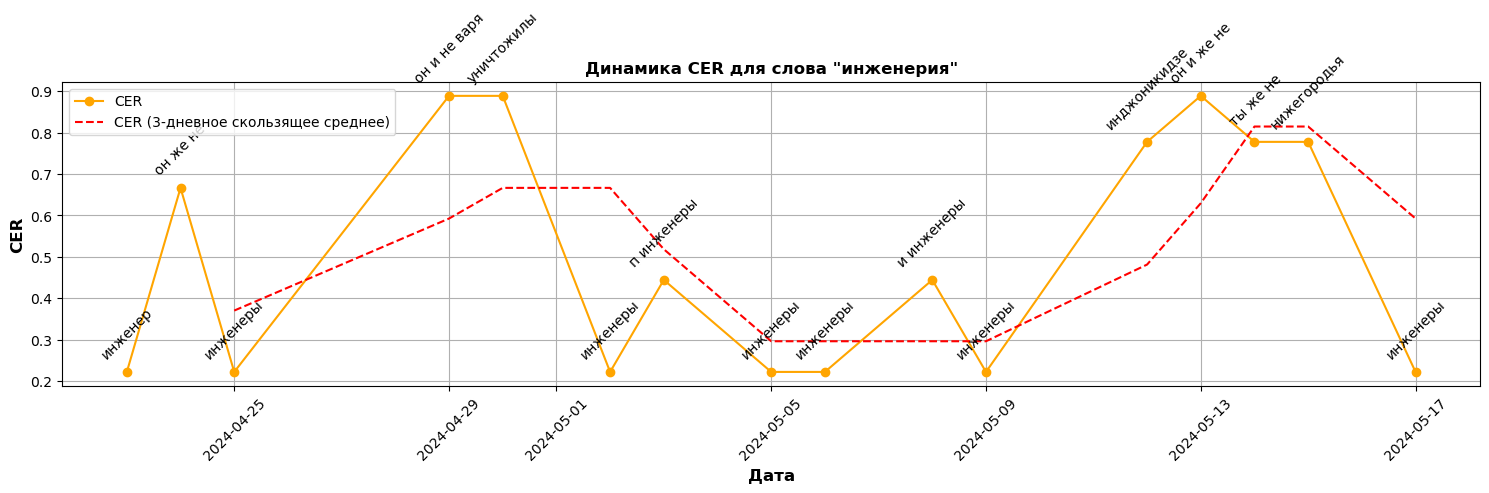 он и не варя
уничтожилы
инджоникидзе
он и же не
Динамика CER для слова "инженерия"
CER
CER (3-дневное скользящее среднее)
он же не
ты же не
нижегородья
п инженеры
и инженеры
инженер
инженеры
инженеры
инженеры
инженеры
инженеры
инженеры
0.9
0.8
0.7
0.6
0.5
0.4
0.3
0.2
CER
2024-04-25
2024-04-29
2024-05-01
2024-05-05
2024-05-09
2024-05-13
2024-05-17
Дата